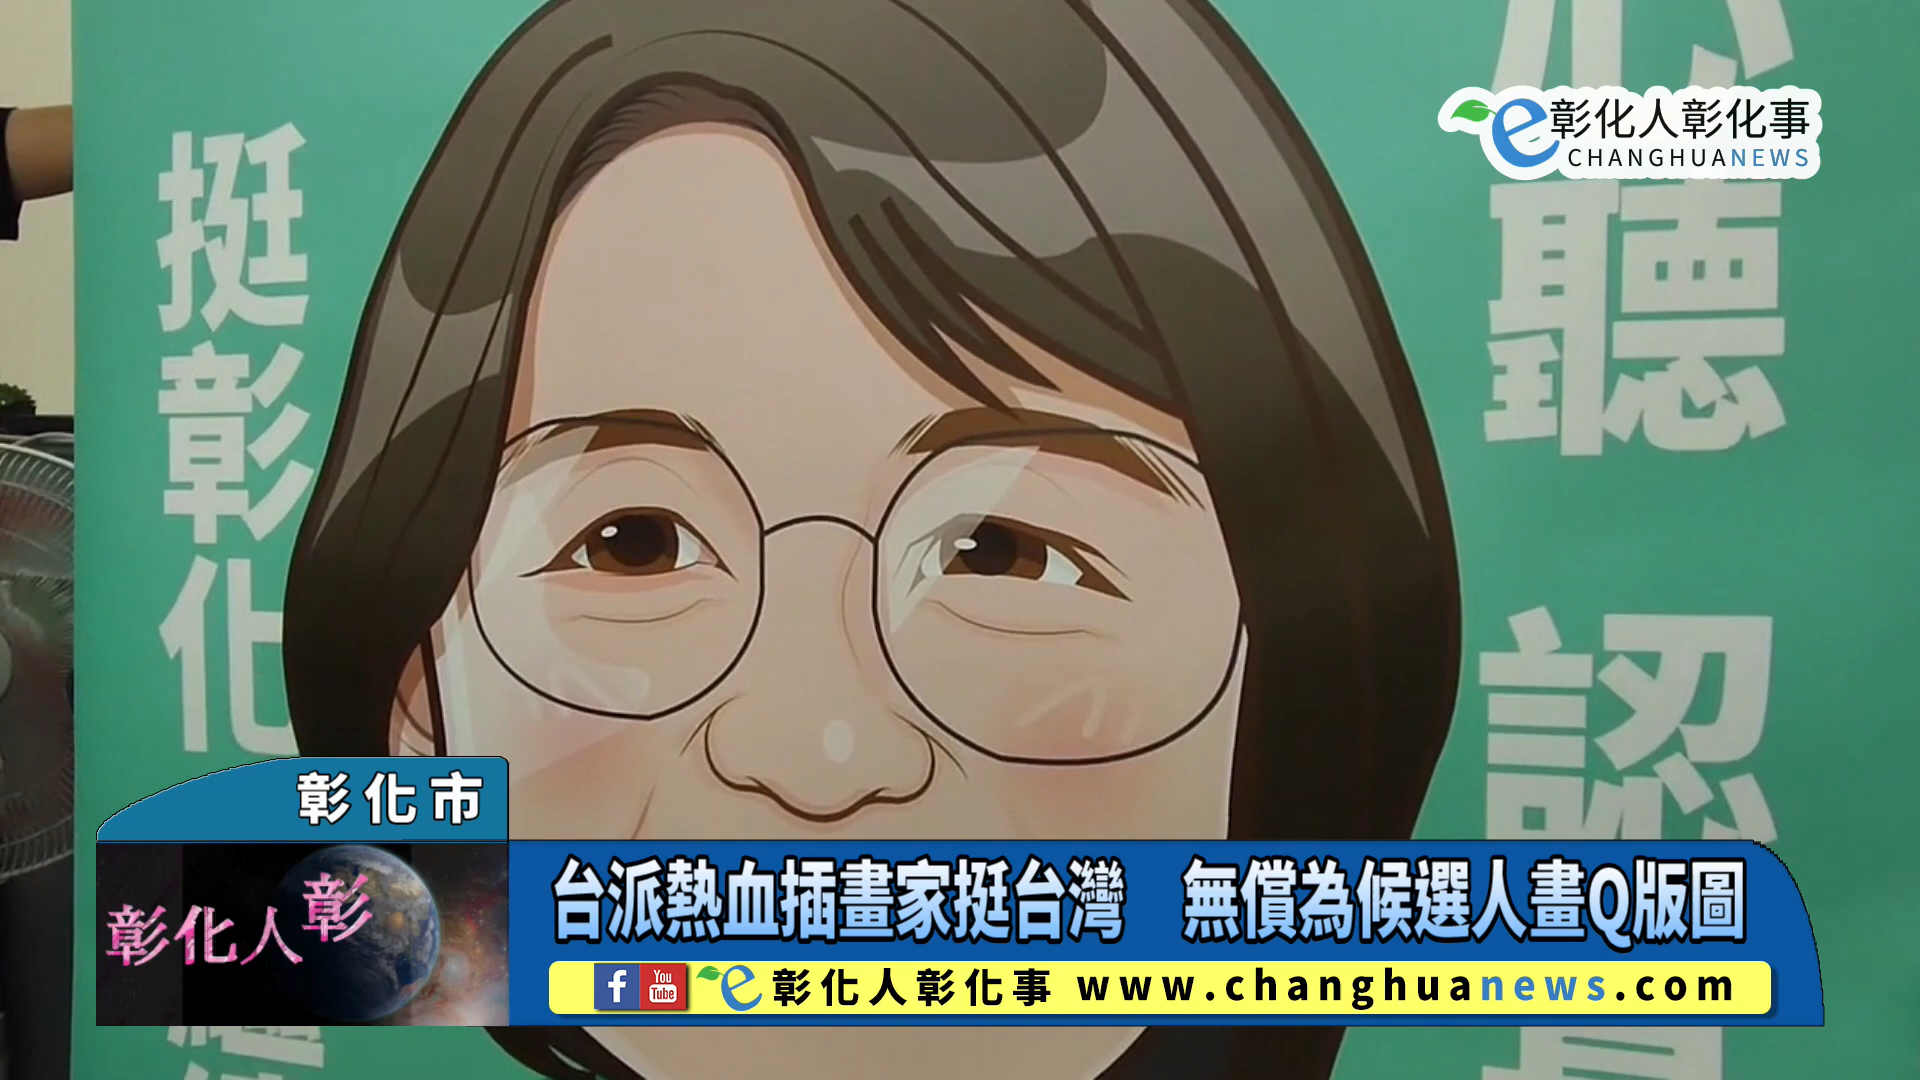 彰化人彰化事
CHANGHUANEWS
挺彰化
聽 認
彰化市
彰化人彰
台派熱血插畫家挺台灣 無償為候選人畫Q版圖
f You Tube e 彰化人彰化事 www.changhuanews.com